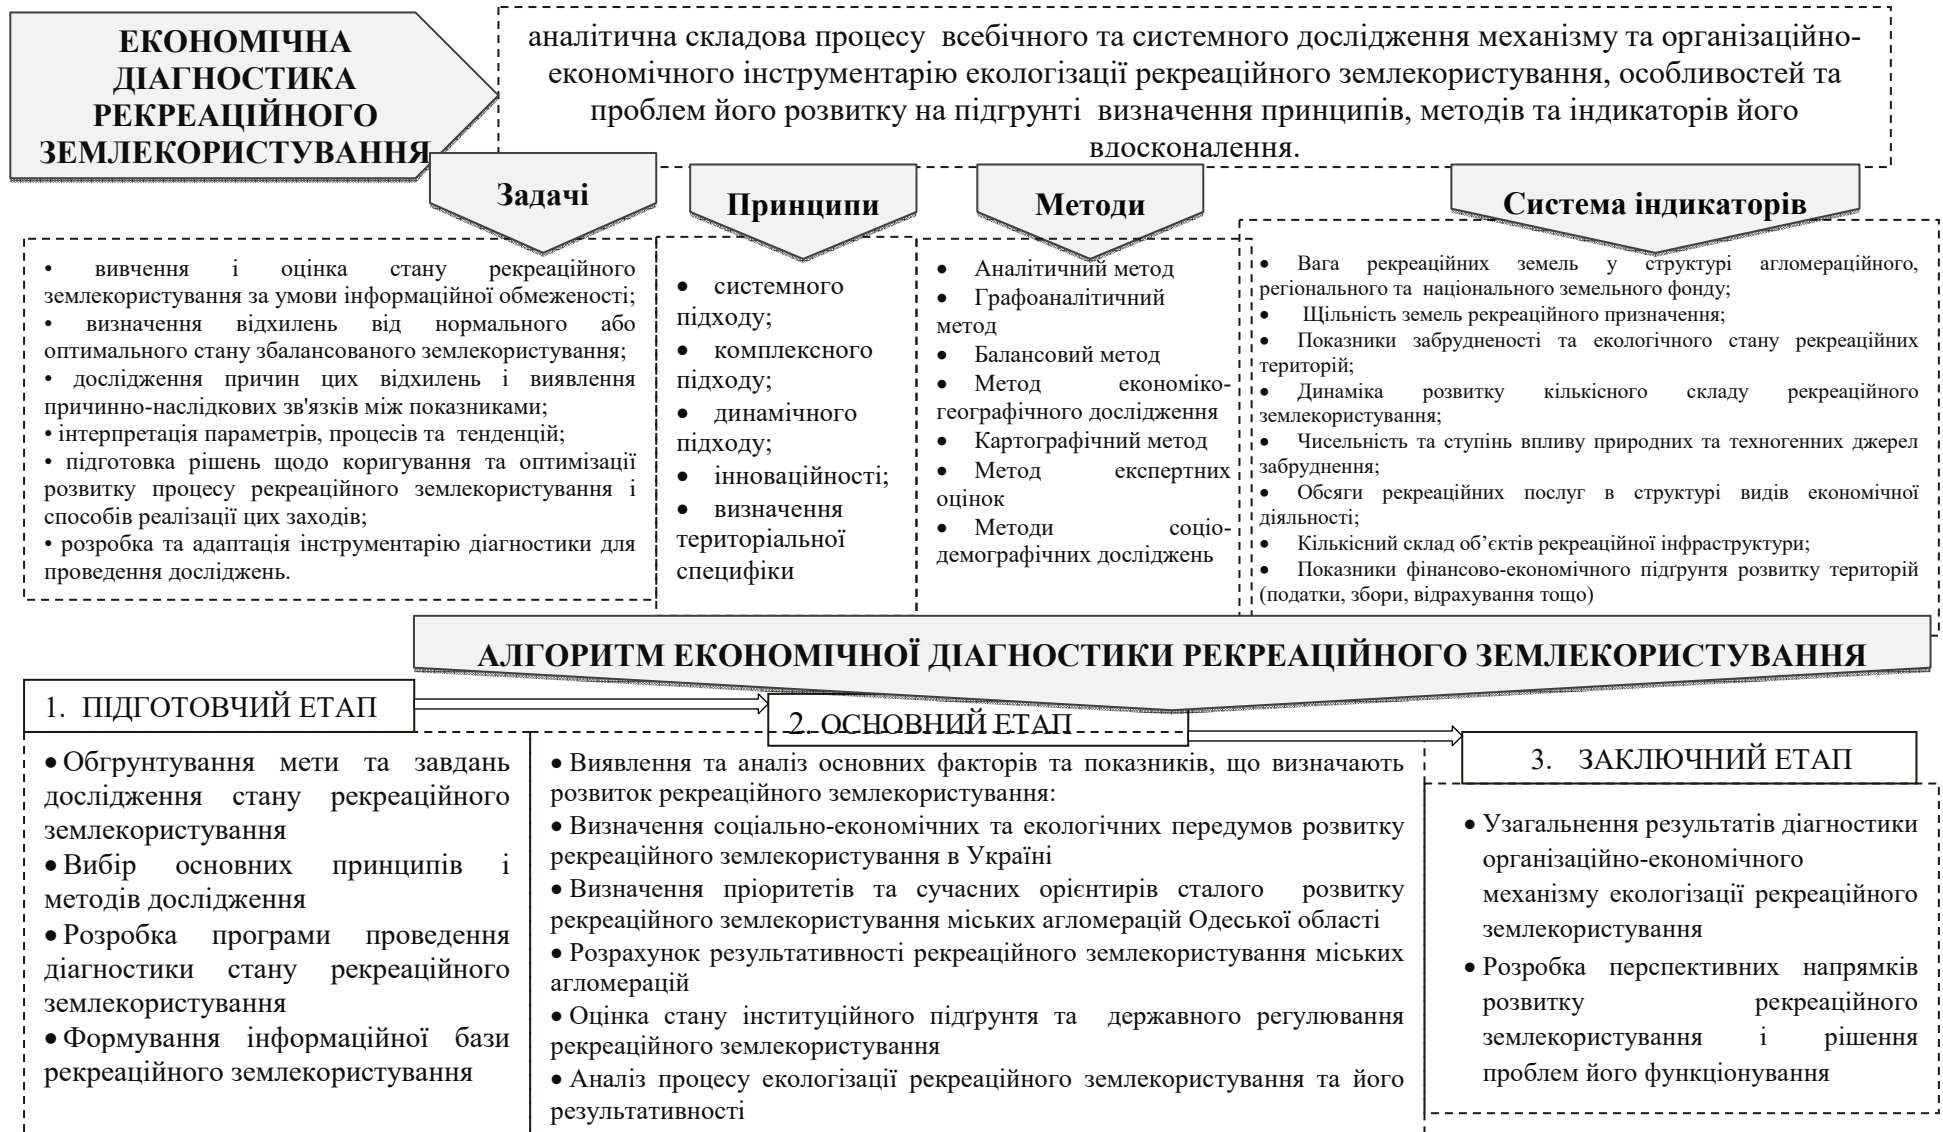 ЕКОНОМІЧНА
ДІАГНОСТИКА
РЕКРЕАЦІЙНОГО
ЗЕМЛЕКОРИСТУВАННЯ
аналітична складова процесу всебічного та системного дослідження механізму та організаційно-
економічного інструментарію екологізації рекреаційного землекористування, особливостей та
проблем його розвитку на підгрунті визначення принципів, методів та індикаторів його
вдосконалення.
Задачі
• вивчення і оцінка стану рекреаційного
землекористування за умови інформаційної обмеженості;
• визначення відхилень від нормального або
оптимального стану збалансованого землекористування;
• дослідження причин цих відхилень і виявлення
причинно-наслідкових зв'язків між показниками;
• інтерпретація параметрів, процесів та тенденцій;
• підготовка рішень щодо коригування та оптимізації
розвитку процесу рекреаційного землекористування і
способів реалізації цих заходів;
• розробка та адаптація інструментарію діагностики для
проведення досліджень.
Принципи
• системного
підходу;
• комплексного
підходу;
• динамічного
підходу;
• інноваційності;
• визначення
територіальної
специфіки
Методи
• Аналітичний метод
• Графоаналітичний
метод
• Балансовий метод
• Метод економіко-
географічного дослідження
• Картографічний метод
• Метод експертних
оцінок
• Методи соціо-
демографічних досліджень
Система індикаторів
• Вага рекреаційних земель у структурі агломераційного,
регіонального та національного земельного фонду;
• Щільність земель рекреаційного призначення;
• Показники забрудненості та екологічного стану рекреаційних
територій;
• Динаміка розвитку кількісного складу рекреаційного
землекористування;
• Чисельність та ступінь впливу природних та техногенних джерел
забруднення;
• Обсяги рекреаційних послуг в структурі видів економічної
діяльності;
• Кількісний склад об’єктів рекреаційної інфраструктури;
• Показники фінансово-економічного підґрунтя розвитку територій
(податки, збори, відрахування тощо)
АЛГОРИТМ ЕКОНОМІЧНОЇ ДІАГНОСТИКИ РЕКРЕАЦІЙНОГО ЗЕМЛЕКОРИСТУВАННЯ
1. ПІДГОТОВЧИЙ ЕТАП
• Обгрунтування мети та завдань
дослідження стану рекреаційного
землекористування
• Вибір основних принципів і
методів дослідження
• Розробка програми проведення
діагностики стану рекреаційного
землекористування
• Формування інформаційної бази
рекреаційного землекористування
2. ОСНОВНИЙ ЕТАП
• Виявлення та аналіз основних факторів та показників, що визначають
розвиток рекреаційного землекористування:
• Визначення соціально-економічних та екологічних передумов розвитку
рекреаційного землекористування в Україні
• Визначення пріоритетів та сучасних орієнтирів сталого розвитку
рекреаційного землекористування міських агломерацій Одеської області
• Розрахунок результативності рекреаційного землекористування міських
агломерацій
• Оцінка стану інституційного підґрунтя та державного регулювання
рекреаційного землекористування
• Аналіз процесу екологізації рекреаційного землекористування та його
результативності
3. ЗАКЛЮЧНИЙ ЕТАП
• Узагальнення результатів діагностики
організаційно-економічного
механізму екологізації рекреаційного
землекористування
• Розробка перспективних напрямків
розвитку рекреаційного
землекористування і рішення
проблем його функціонування